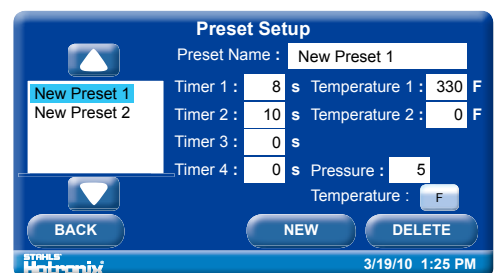 Preset Setup
Preset Name : New Preset 1
New Preset 1
New Preset 2
Timer 1 : 8 s Temperature 1 : 330 F
Timer 2 : 10 s Temperature 2 : 0 F
Timer 3 : 0 s
Timer 4 : 0 s Pressure : 5
Temperature : F
BACK NEW DELETE
STAHLS'
Hotronix 3/19/10 1:25 PM